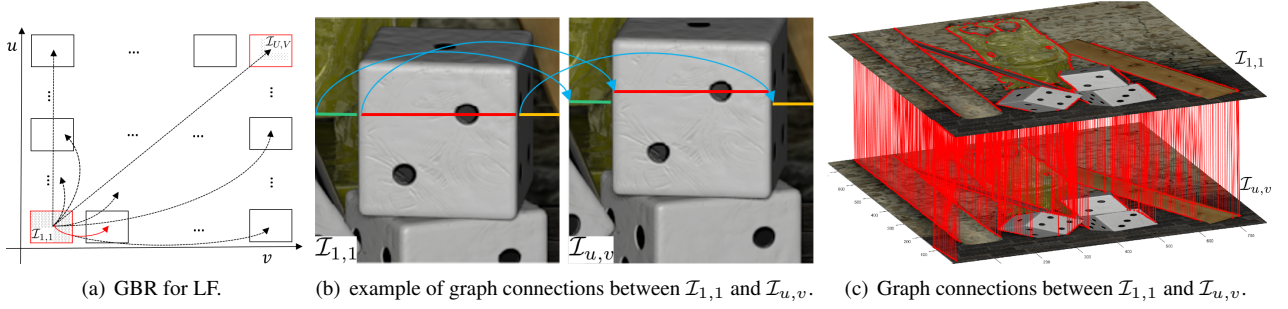 u
I_{U,V}
...
⋮
⋮
...
...
⋮
⋮
I_{1,1}
...
v
(a) GBR for LF.
I_{1,1}
I_{u,v}
(b) example of graph connections between I_{1,1} and I_{u,v}.
I_{1,1}
I_{u,v}
(c) Graph connections between I_{1,1} and I_{u,v}.